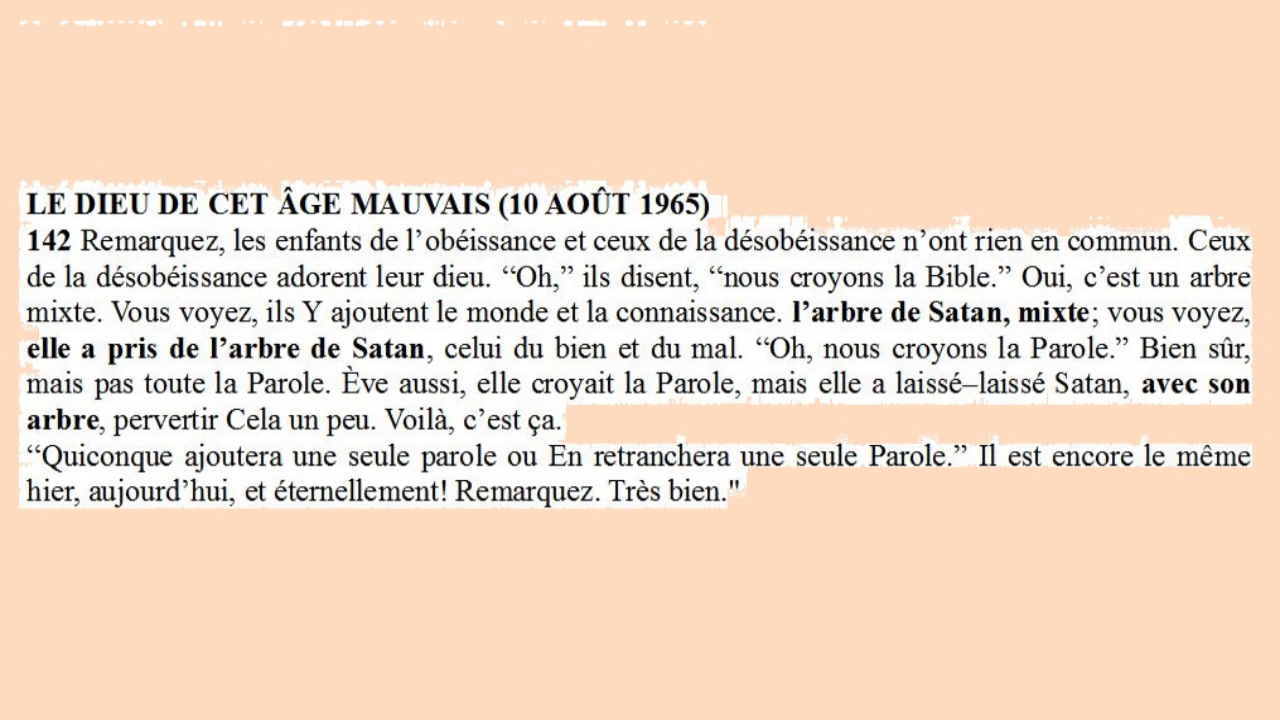 LE DIEU DE CET ÂGE MAUVAIS (10 AOÛT 1965)
142 Remarquez, les enfants de l’obéissance et ceux de la désobéissance n’ont rien en commun. Ceux
de la désobéissance adorent leur dieu. “Oh,” ils disent, “nous croyons la Bible.” Oui, c’est un arbre
mixte. Vous voyez, ils Y ajoutent le monde et la connaissance. l’arbre de Satan, mixte; vous voyez,
elle a pris de l’arbre de Satan, celui du bien et du mal. “Oh, nous croyons la Parole.” Bien sûr,
mais pas toute la Parole. Ève aussi, elle croyait la Parole, mais elle a laissé–laissé Satan, avec son
arbre, pervertir Cela un peu. Voilà, c’est ça.
“Quiconque ajoutera une seule parole ou En retranchera une seule Parole.” Il est encore le même
hier, aujourd’hui, et éternellement! Remarquez. Très bien."